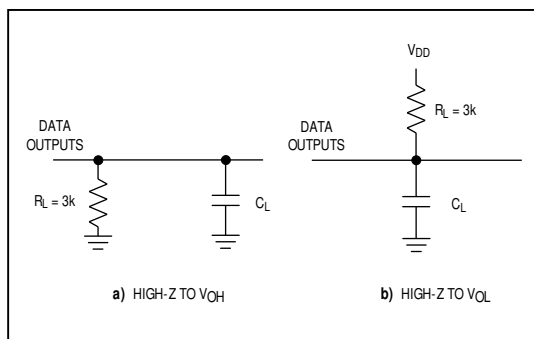 DATA
OUTPUTS
RL = 3k
CL
a) HIGH-Z TO VOH
VDD
RL = 3k
DATA
OUTPUTS
CL
b) HIGH-Z TO VOL